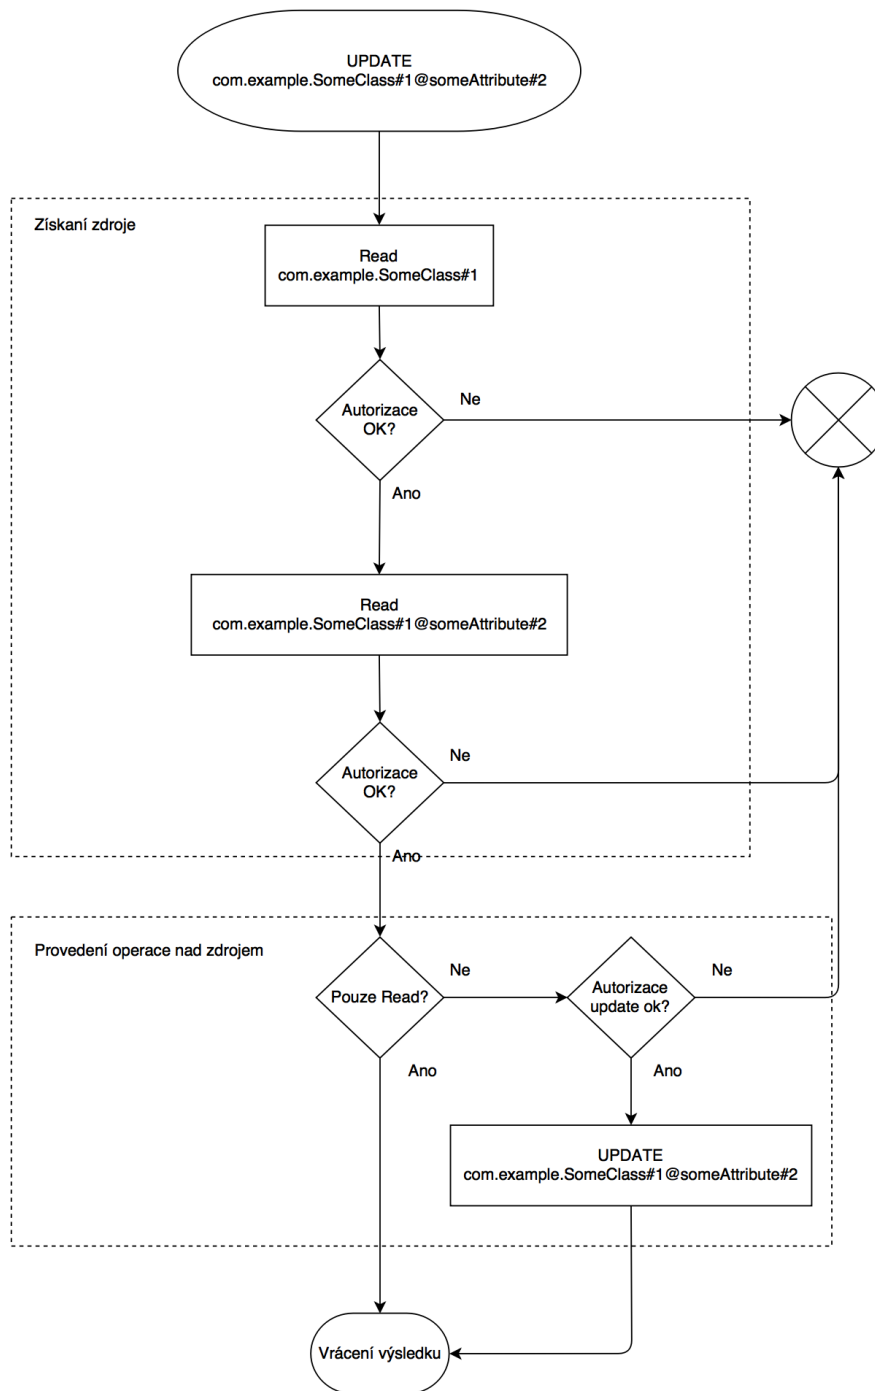 UPDATE
com.example.SomeClass#1@someAttribute#2
Získaní zdroje
Read
com.example.SomeClass#1
Autorizace
OK?
Ne
Ano
Read
com.example.SomeClass#1@someAttribute#2
Autorizace
OK?
Ne
Ano
Provedení operace nad zdrojem
Pouze Read?
Ne
Autorizace
update ok?
Ne
Ano
Ano
UPDATE
com.example.SomeClass#1@someAttribute#2
Vrácení výsledku